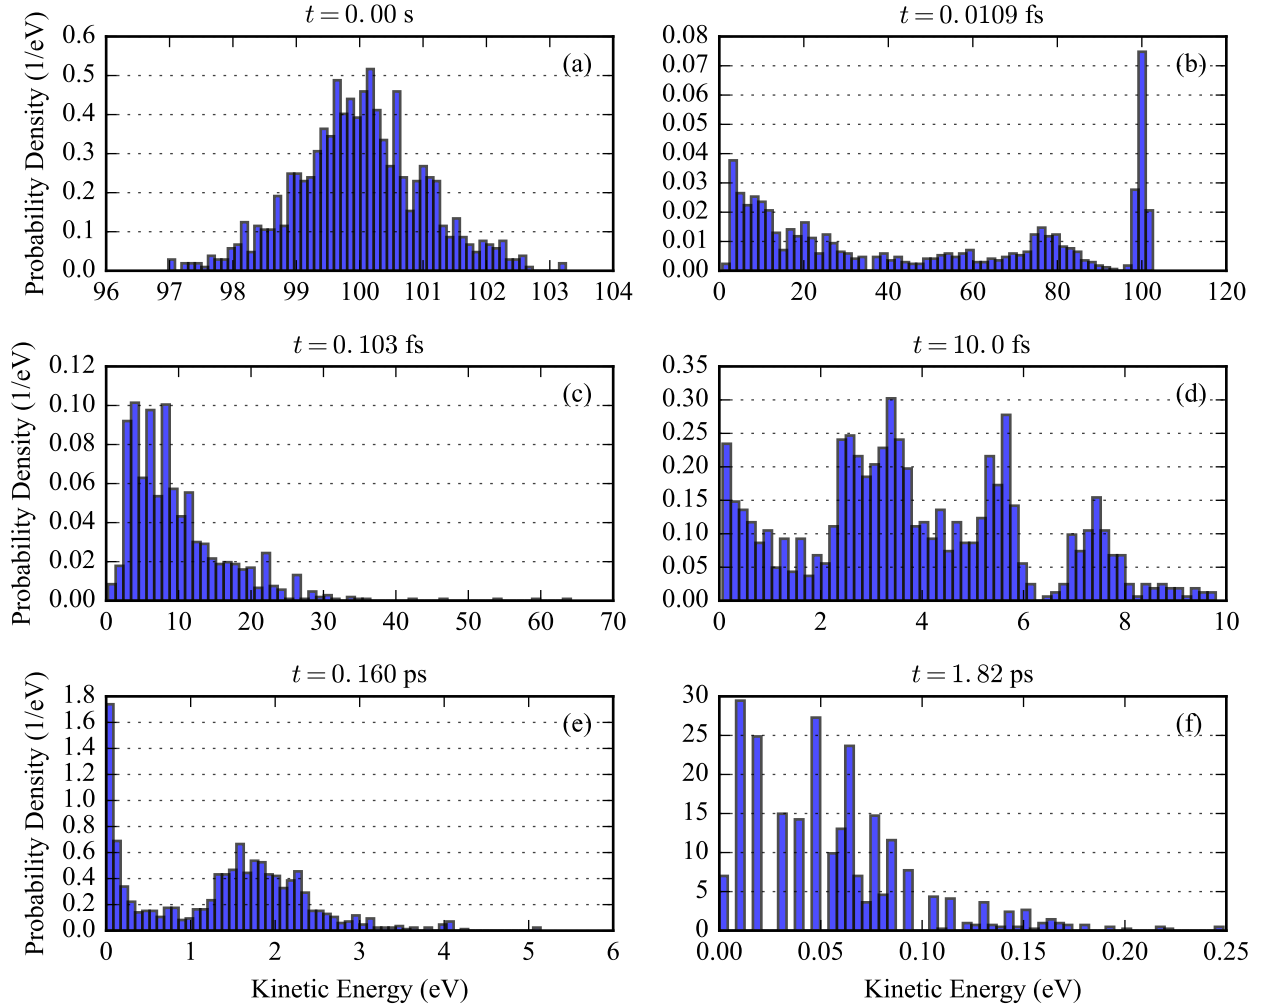 t = 0.00 s
Probability Density (1/eV)
0.6
0.5
0.4
0.3
0.2
0.1
0.0
(a)
96 97 98 99 100 101 102 103 104
t = 0.0109 fs
0.08
0.07
0.06
0.05
0.04
0.03
0.02
0.01
0.00
(b)
0 20 40 60 80 100 120
t = 0.103 fs
Probability Density (1/eV)
0.12
0.10
0.08
0.06
0.04
0.02
0.00
(c)
0 10 20 30 40 50 60 70
t = 10.0 fs
0.35
0.30
0.25
0.20
0.15
0.10
0.05
0.00
(d)
0 2 4 6 8 10
t = 0.160 ps
Probability Density (1/eV)
1.8
1.6
1.4
1.2
1.0
0.8
0.6
0.4
0.2
0.0
(e)
0 1 2 3 4 5 6
Kinetic Energy (eV)
t = 1.82 ps
30
25
20
15
10
5
0
(f)
0.00 0.05 0.10 0.15 0.20 0.25
Kinetic Energy (eV)